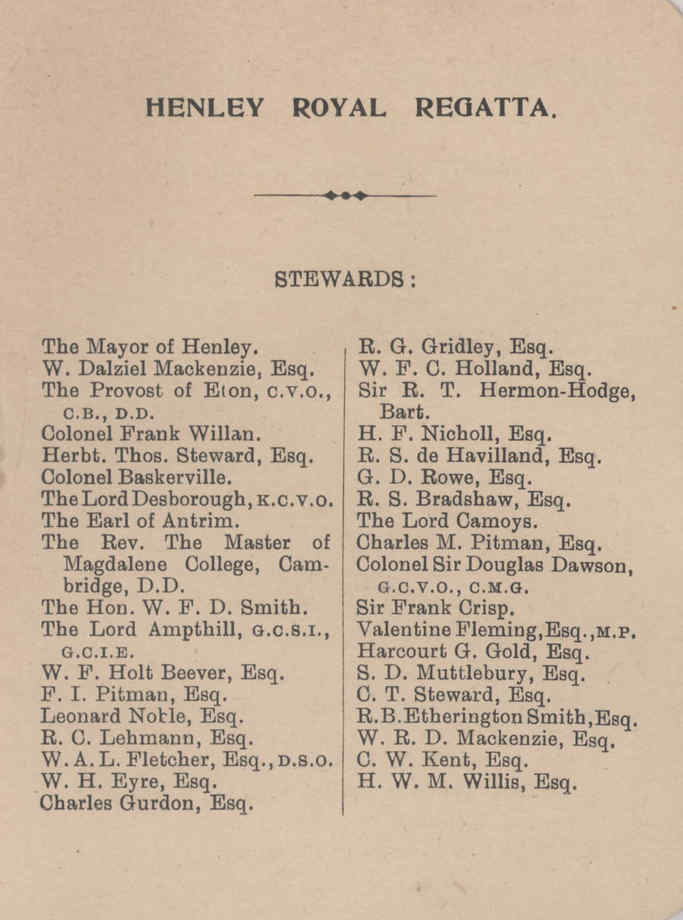 HENLEY ROYAL REGATTA.
STEWARDS:
The Mayor of Henley.
W. Dalziel Mackenzie, Esq.
The Provost of Eton, C.V.O.,
C.B., D.D.
Colonel Frank Willan.
Herbt. Thos. Steward, Esq.
Colonel Baskerville.
The Lord Desborough, K.C.V.O.
The Earl of Antrim.
The Rev. The Master of
Magdalene College, Cam-
bridge, D.D.
The Hon. W. F. D. Smith.
The Lord Ampthill, G.C.S.I.,
G.C.I.E.
W. F. Holt Beever, Esq.
F. I. Pitman, Esq.
Leonard Noble, Esq.
R. C. Lehmann, Esq.
W. A. L. Fletcher, Esq., D.S.O.
W. H. Eyre, Esq.
Charles Gurdon, Esq.
R. G. Gridley, Esq.
W. F. C. Holland, Esq.
Sir R. T. Hermon-Hodge,
Bart.
H. F. Nicholl, Esq.
R. S. de Havilland, Esq.
G. D. Rowe, Esq.
R. S. Bradshaw, Esq.
The Lord Camoys.
Charles M. Pitman, Esq.
Colonel Sir Douglas Dawson,
G.C.V.O., C.M.G.
Sir Frank Crisp.
Valentine Fleming, Esq., M.P.
Harcourt G. Gold, Esq.
S. D. Muttlebury, Esq.
C. T. Steward, Esq.
R. B. Etherington Smith, Esq.
W. R. D. Mackenzie, Esq.
C. W. Kent, Esq.
H. W. M. Willis, Esq.